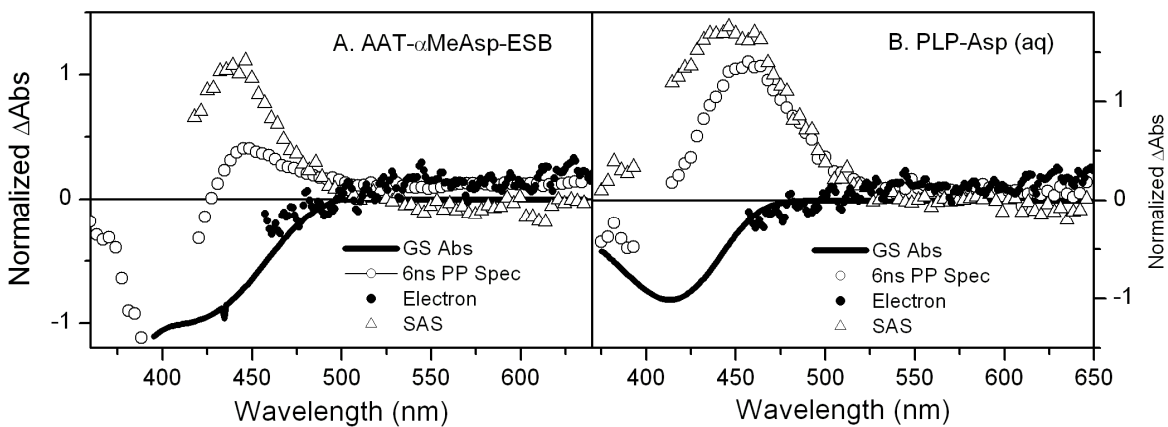 A. AAT-αMeAsp-ESB
B. PLP-Asp (aq)
Normalized ΔAbs
1
0
-1
GS Abs
6ns PP Spec
Electron
SAS
GS Abs
6ns PP Spec
Electron
SAS
1
0
-1
Normalized ΔAbs
400 450 500 550 600
400 450 500 550 600 650
Wavelength (nm)
Wavelength (nm)